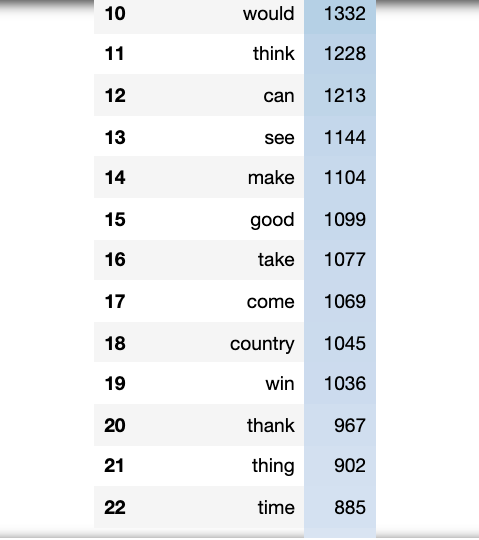 10 would 1332
11 think 1228
12 can 1213
13 see 1144
14 make 1104
15 good 1099
16 take 1077
17 come 1069
18 country 1045
19 win 1036
20 thank 967
21 thing 902
22 time 885